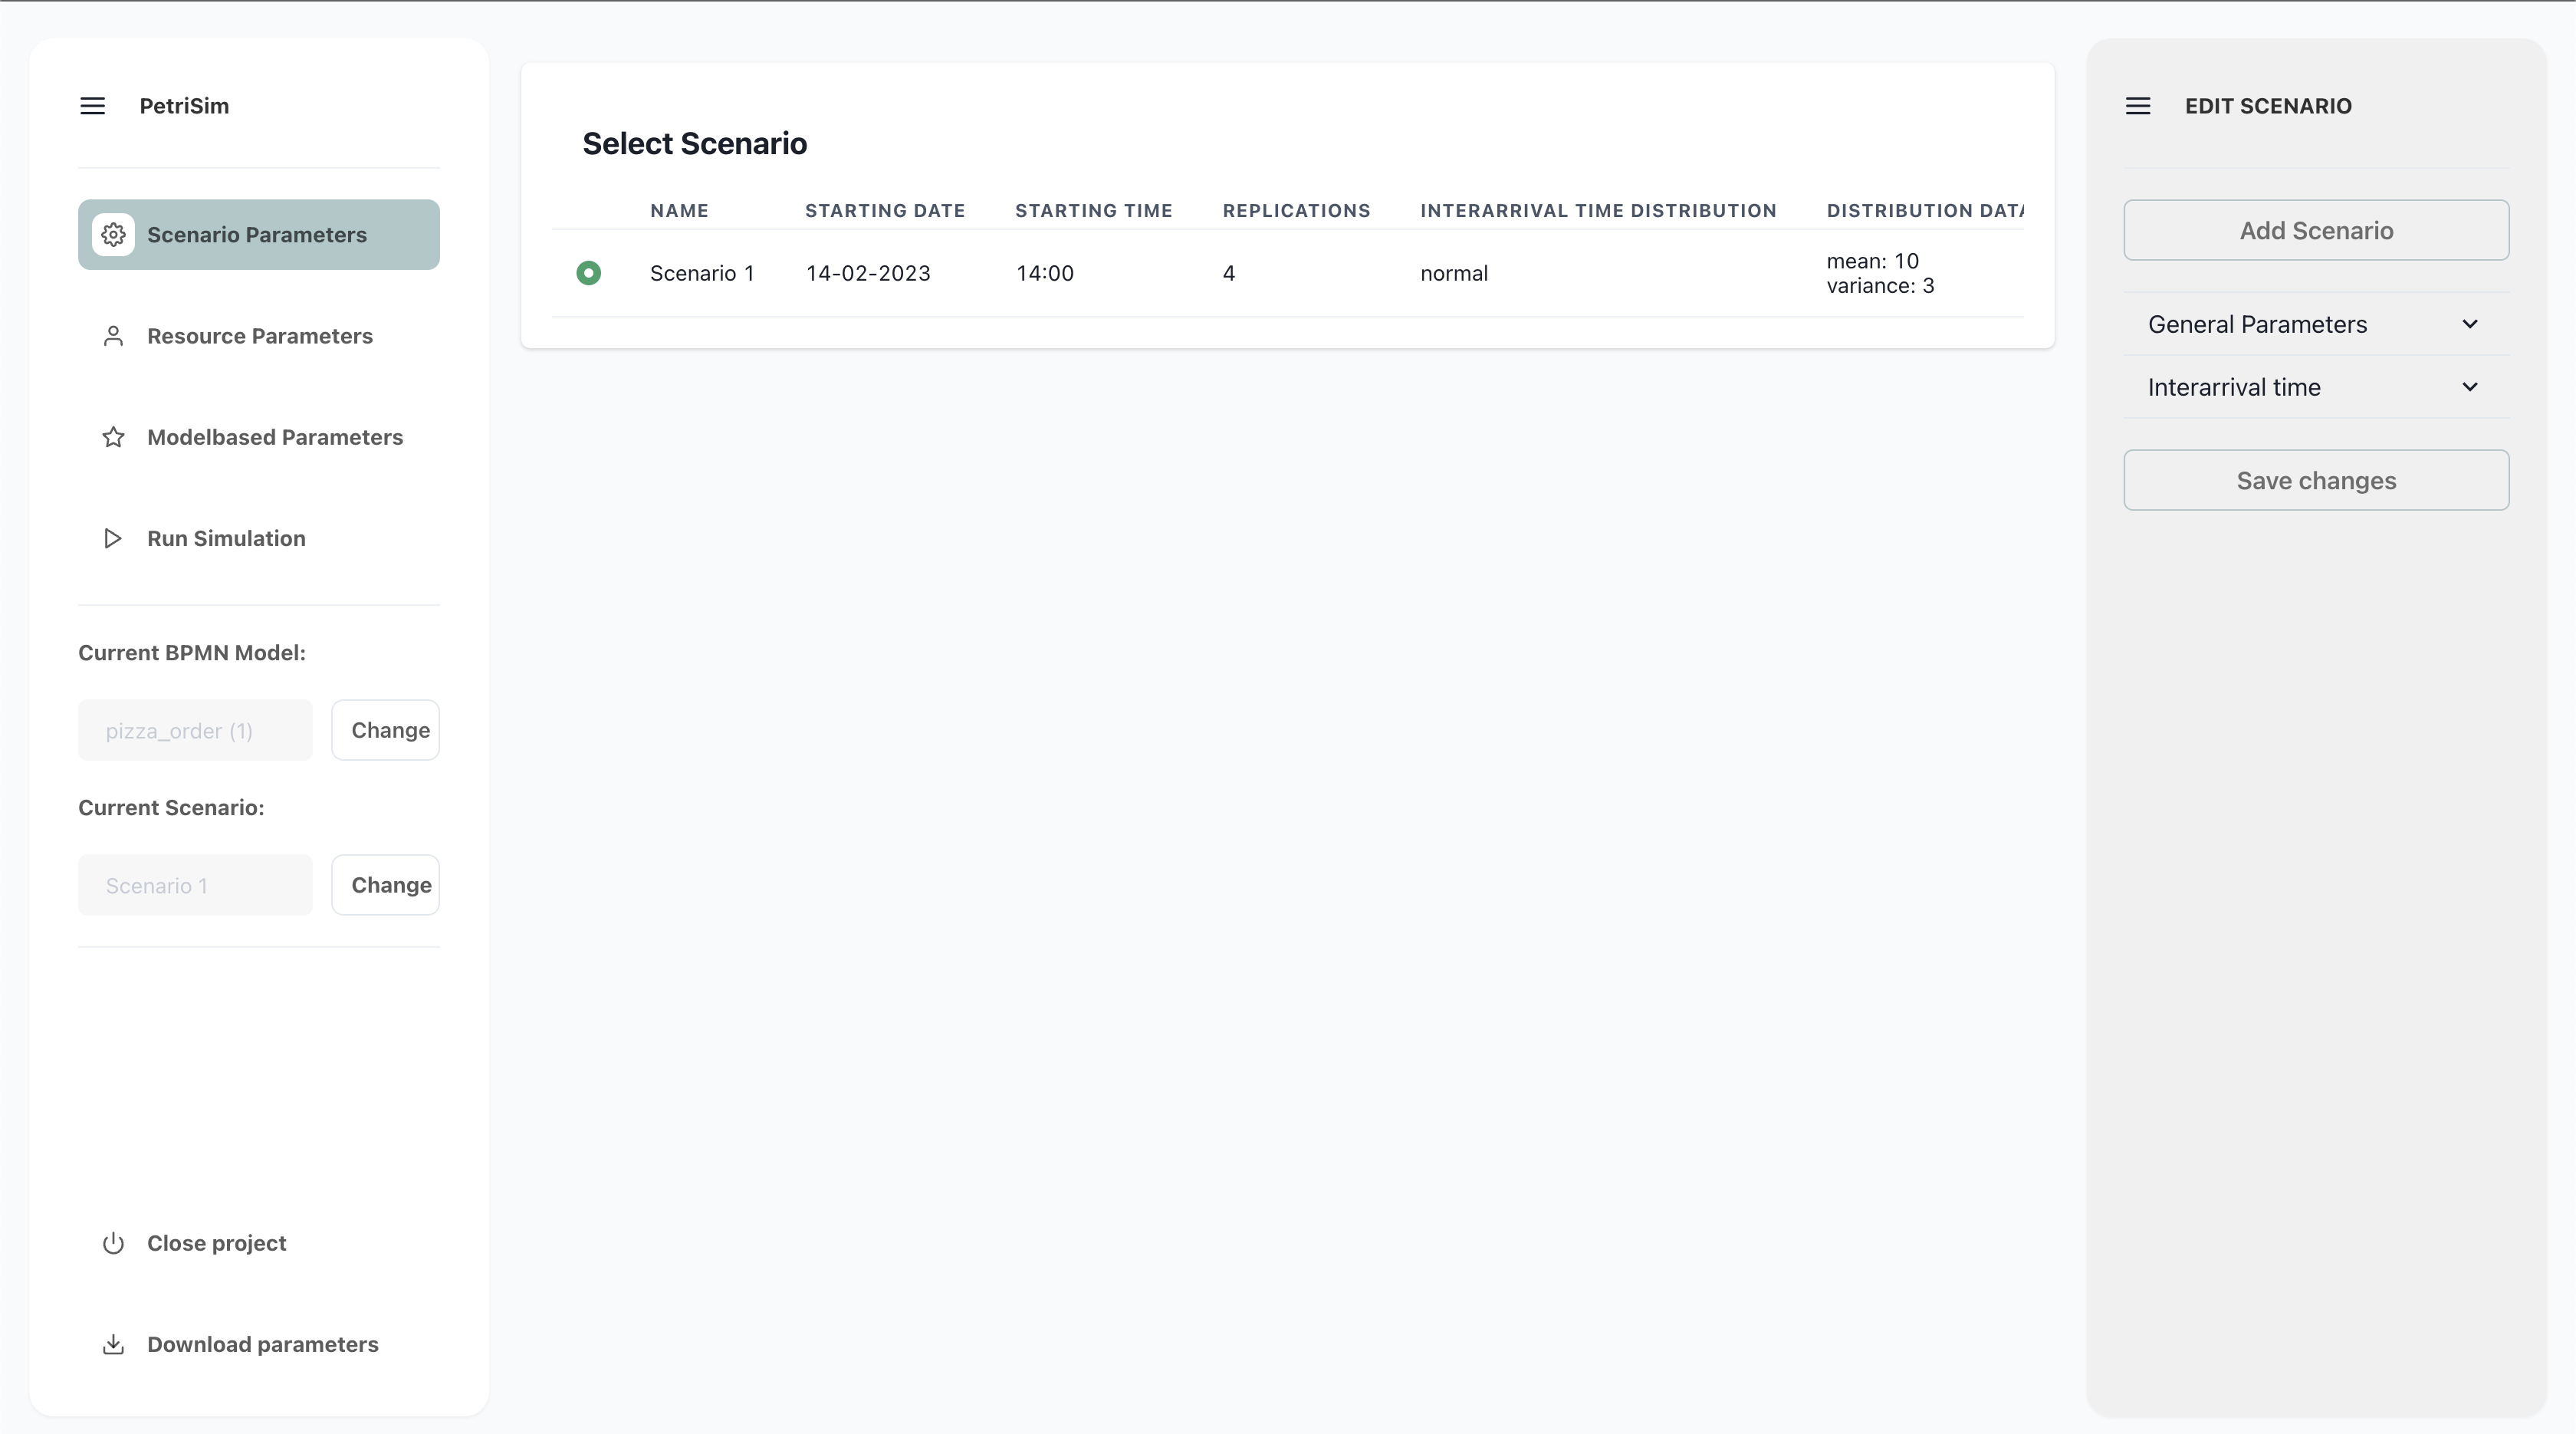 PetriSim
Scenario Parameters
Resource Parameters
Modelbased Parameters
Run Simulation
Current BPMN Model:
pizza_order (1) Change
Current Scenario:
Scenario 1 Change
Close project
Download parameters
Select Scenario
NAME STARTING DATE STARTING TIME REPLICATIONS INTERARRIVAL TIME DISTRIBUTION DISTRIBUTION DATA
Scenario 1 14-02-2023 14:00 4 normal mean: 10
variance: 3
EDIT SCENARIO
Add Scenario
General Parameters
Interarrival time
Save changes